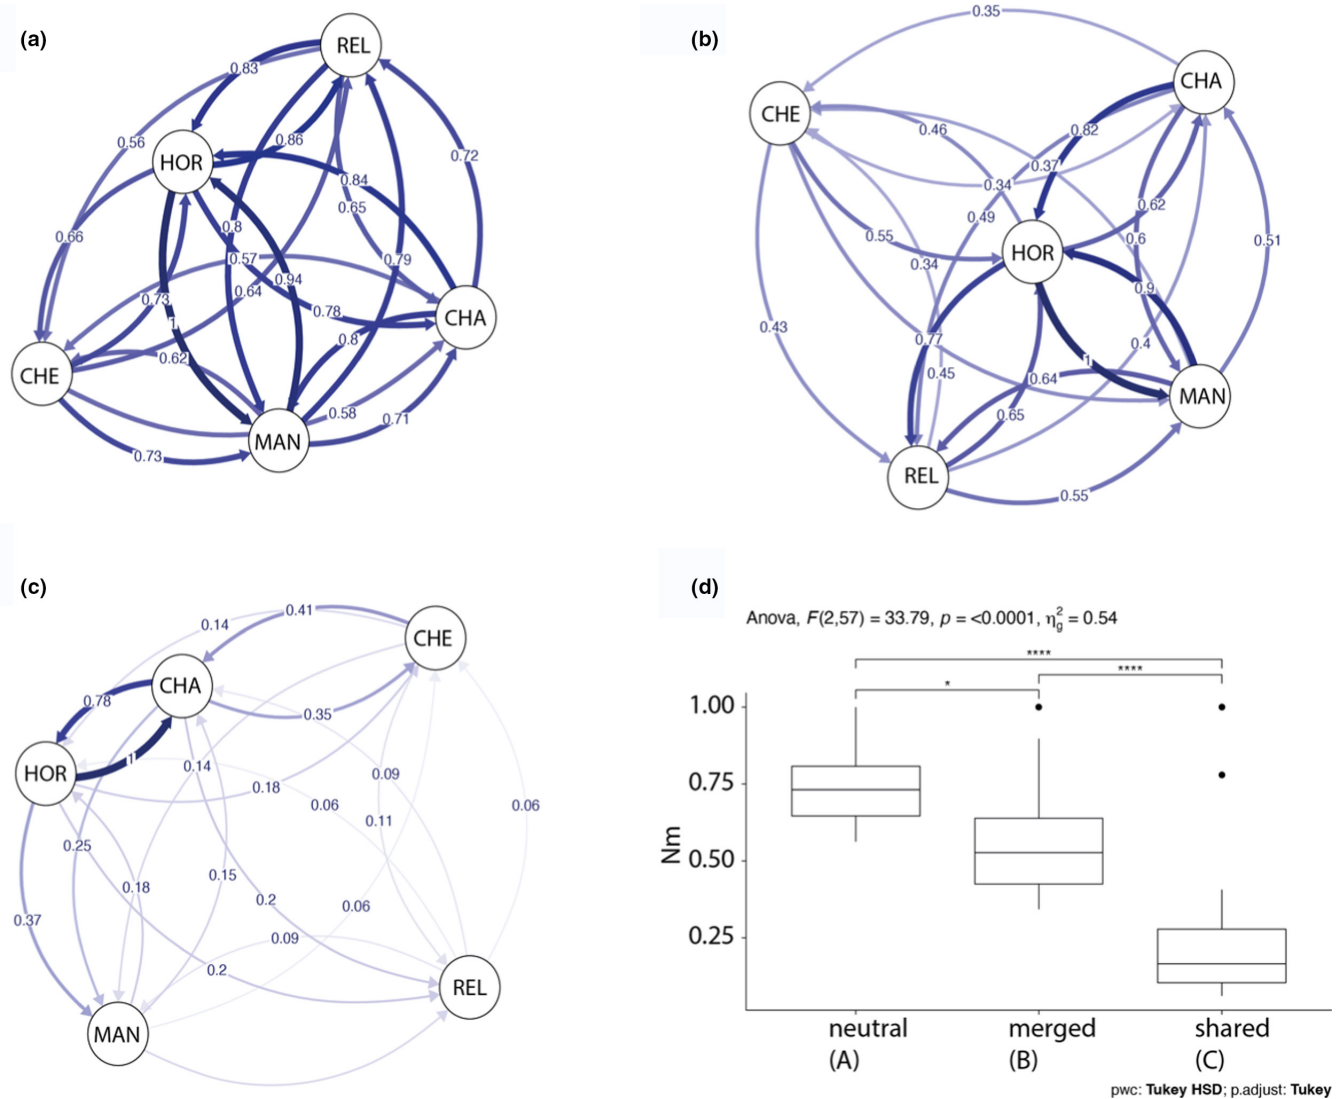 (a)
REL
0.83
0.56
HOR
0.86
0.72
0.84
0.65
0.66
0.8
0.57
0.79
0.94
0.64
0.73
0.78
CHA
1
0.8
0.62
CHE
0.58
0.71
MAN
0.73
(b)
0.35
CHA
CHE
0.46
0.82
0.37
0.34
0.62
0.49
0.55
0.6
0.51
HOR
0.34
0.9
0.43
0.77
0.4
1
0.45
0.64
MAN
0.65
REL
0.55
(c)
0.41
0.14
CHE
CHA
0.78
0.35
1
HOR
0.14
0.09
0.18
0.06
0.06
0.11
0.25
0.15
0.18
0.2
0.06
0.37
0.09
0.2
REL
MAN
(d)
Anova, F(2,57) = 33.79, p = <0.0001, η²g = 0.54
****
****
*
1.00
0.75
Nm
0.50
0.25
neutral merged shared
(A) (B) (C)
pwc: Tukey HSD; p.adjust: Tukey